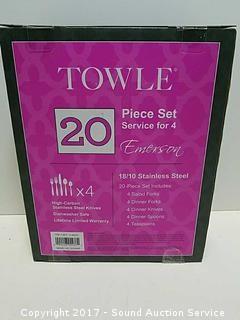 TOWLE®
20
Piece Set
Service for 4
Emerson
x4
High-Carbon
Stainless Steel Knives
Dishwasher Safe
Lifetime Limited Warranty
18/10 Stainless Steel
20-Piece Set Includes:
4 Salad Forks
4 Dinner Forks
4 Dinner Knives
4 Dinner Spoons
4 Teaspoons
Copyright 2017 - Sound Auction Service